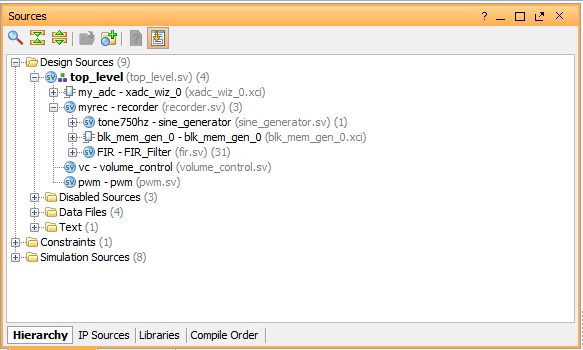 Sources
Design Sources (9)
top_level (top_level.sv) (4)
my_adc - xadc_wiz_0 (xadc_wiz_0.xci)
myrec - recorder (recorder.sv) (3)
tone750hz - sine_generator (sine_generator.sv) (1)
blk_mem_gen_0 - blk_mem_gen_0 (blk_mem_gen_0.xci)
FIR - FIR_Filter (fir.sv) (31)
vc - volume_control (volume_control.sv)
pwm - pwm (pwm.sv)
Disabled Sources (3)
Data Files (4)
Text (1)
Constraints (1)
Simulation Sources (8)
Hierarchy IP Sources Libraries Compile Order